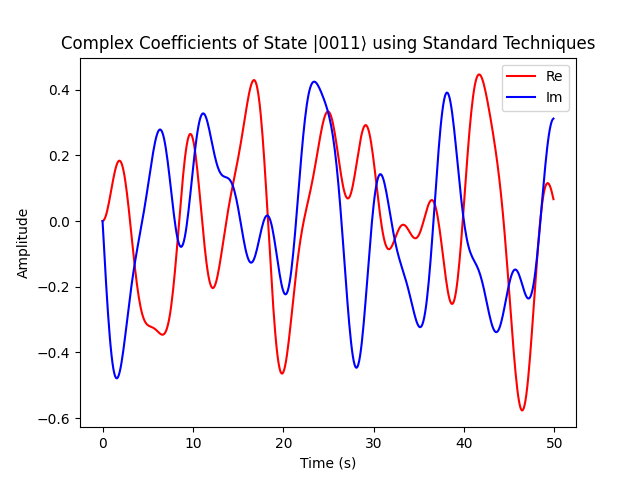 Complex Coefficients of State |0011⟩ using Standard Techniques
Re
Im
0.4
0.2
0.0
−0.2
−0.4
−0.6
Amplitude
0
10
20
30
40
50
Time (s)